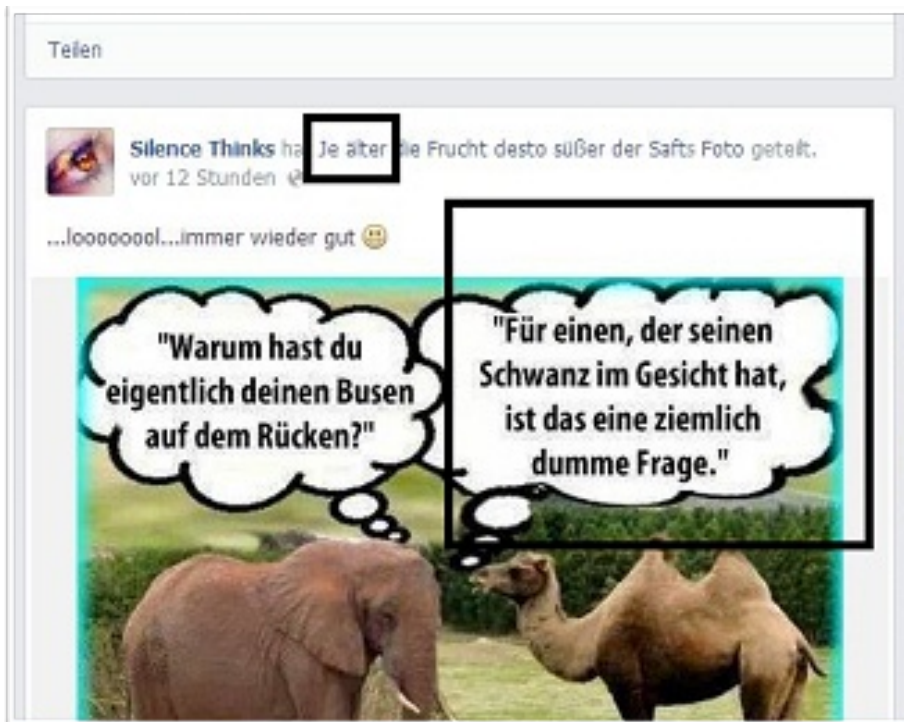 Teilen
Silence Thinks ha Je älter die Frucht desto süßer der Safts Foto geteilt.
vor 12 Stunden
...loooooool...immer wieder gut
"Warum hast du
eigentlich deinen Busen
auf dem Rücken?"
"Für einen, der seinen
Schwanz im Gesicht hat,
ist das eine ziemlich
dumme Frage."